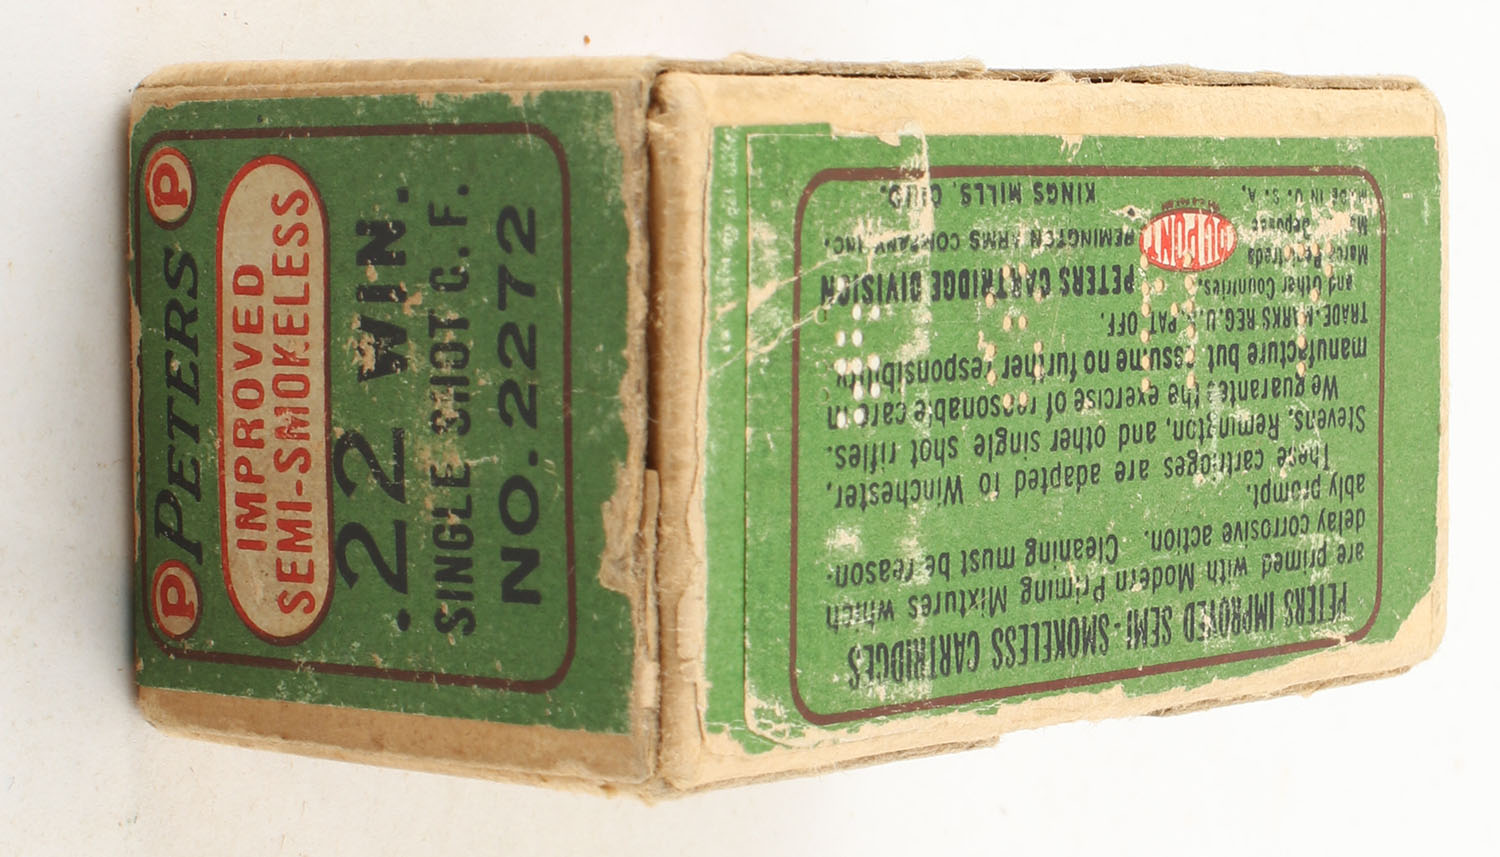 P PETERS P
IMPROVED
SEMI-SMOKELESS
.22 WIN.
SINGLE SHOT C.F.
NO. 2272
PETERS IMPROVED SEMI-SMOKELESS CARTRIDGES
are primed with Modern Priming Mixtures which
delay corrosive action. Cleaning must be reason-
ably prompt.
These cartridges are adapted to Winchester,
Stevens, Remington, and other single shot rifles.
We guarantee the exercise of reasonable care in
manufacture but assume no further responsibility.
TRADE-MARKS REG. U.S. PAT. OFF.
and Other Countries.
Marca Registrada
M. Deposee
MADE IN U. S. A.
DU PONT
PETERS CARTRIDGE DIVISION
REMINGTON ARMS COMPANY, INC.
KINGS MILLS, OHIO.